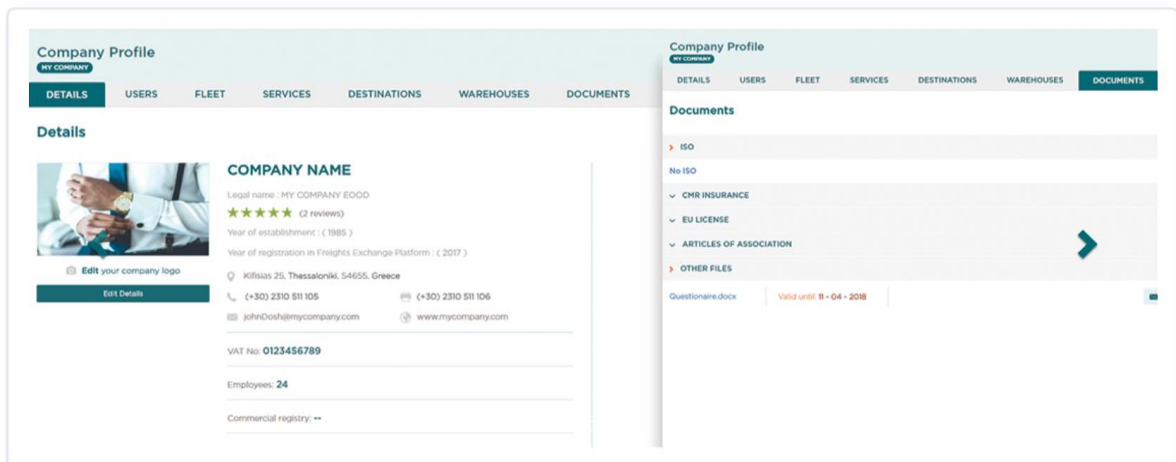 Company Profile
MY COMPANY
DETAILS USERS FLEET SERVICES DESTINATIONS WAREHOUSES DOCUMENTS
Details
Edit your company logo
Edit Details
COMPANY NAME
Legal name : MY COMPANY EOOD
(2 reviews)
Year of establishment : ( 1985 )
Year of registration in Freights Exchange Platform : ( 2017 )
Kifisias 25, Thessaloniki, 54655, Greece
(+30) 2310 511 105 (+30) 2310 511 106
johnDosh@mycompany.com www.mycompany.com
VAT No: 0123456789
Employees: 24
Commercial registry: --
Company Profile
MY COMPANY
DETAILS USERS FLEET SERVICES DESTINATIONS WAREHOUSES DOCUMENTS
Documents
ISO
No ISO
CMR INSURANCE
EU LICENSE
ARTICLES OF ASSOCIATION
OTHER FILES
Questionaire.docx Valid until: 11 - 04 - 2018